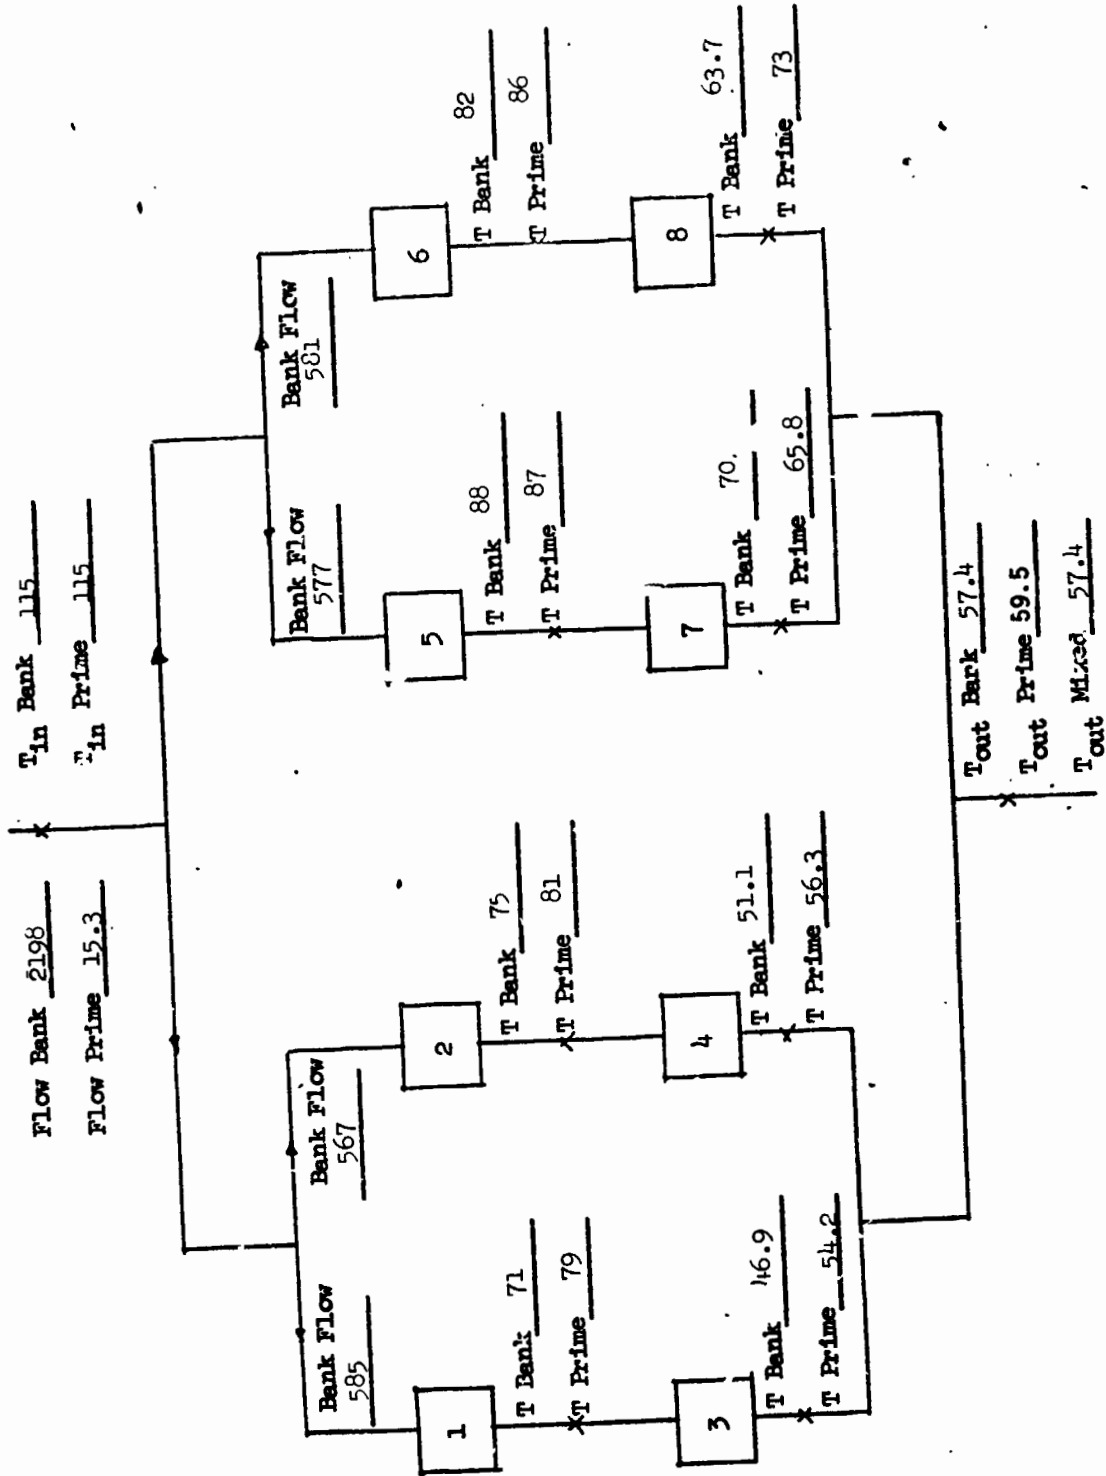 Flow Bank 2198
Flow Prime 15.3
Tin Bank 115
Tin Prime 115
Bank Flow
585
Bank Flow
567
Bank Flow
577
Bank Flow
581
1
T Bank 71
T Prime 79
2
T Bank 75
T Prime 81
5
T Bank 88
T Prime 87
6
T Bank 82
T Prime 86
3
T Bank 46.9
T Prime 54.2
4
T Bank 51.1
T Prime 56.3
7
T Bank 70.
T Prime 65.8
8
T Bank 63.7
T Prime 73
Tout Bank 57.4
Tout Prime 59.5
Tout Mixed 57.4